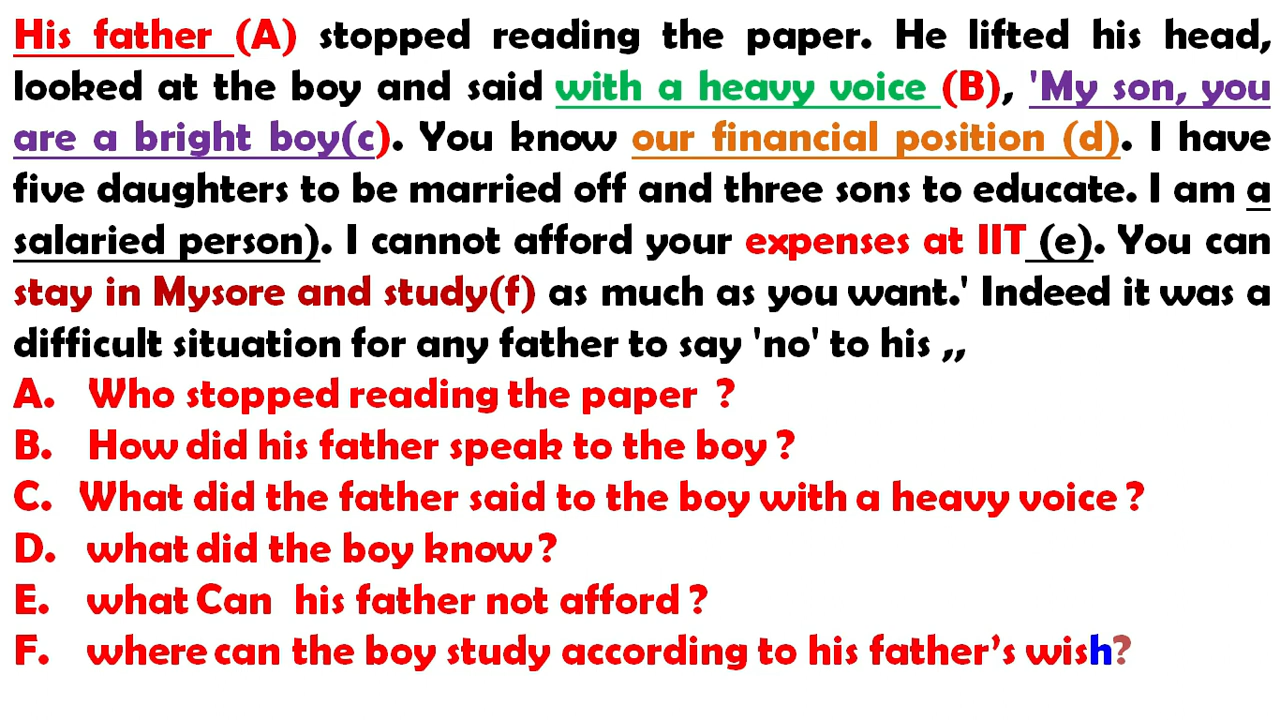 His father (A) stopped reading the paper. He lifted his head,
looked at the boy and said with a heavy voice (B), 'My son, you
are a bright boy(c). You know our financial position (d). I have
five daughters to be married off and three sons to educate. I am a
salaried person). I cannot afford your expenses at IIT (e). You can
stay in Mysore and study(f) as much as you want.' Indeed it was a
difficult situation for any father to say 'no' to his ,,
A. Who stopped reading the paper ?
B. How did his father speak to the boy ?
C. What did the father said to the boy with a heavy voice ?
D. what did the boy know ?
E. what Can his father not afford ?
F. where can the boy study according to his father's wish?